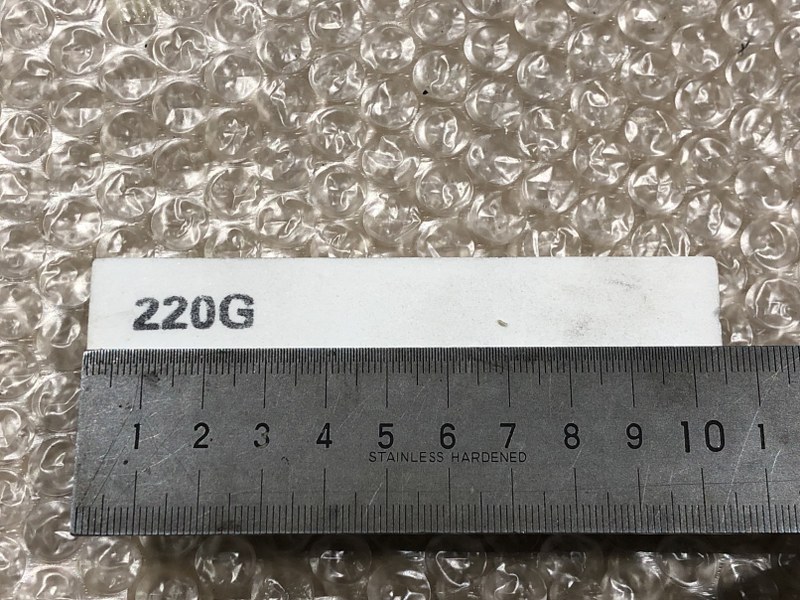 220G
1 2 3 4 5 6 7 8 9 10 1
STAINLESS HARDENED